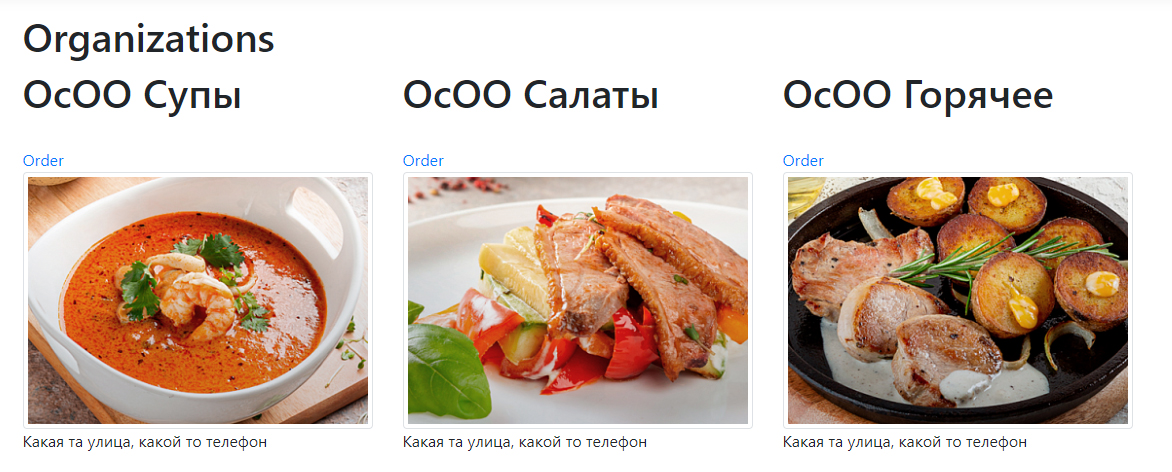 Organizations
ОсОО Супы
ОсОО Салаты
ОсОО Горячее
Order
Order
Order
Какая та улица, какой то телефон
Какая та улица, какой то телефон
Какая та улица, какой то телефон